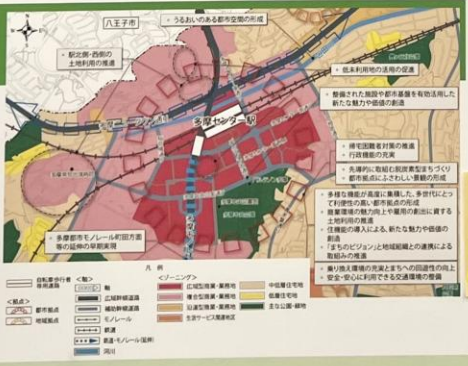 八王子市
・うるおいのある都市空間の形成
・駅北側・西側の
土地利用の推進
・低未利用地の活用の促進
・整備された施設や都市基盤を有効活用した
新たな魅力や価値の創造
多摩センター駅
・帰宅困難者対策の推進
・行政機能の充実
・先導的に取組む脱炭素型まちづくり
・都市拠点にふさわしい景観の形成
・多様な機能が高度に集積した、多世代にとっ
て利便性の高い都市拠点の形成
・商業環境の魅力向上や雇用の創出に資する
土地利用の推進
・住機能の導入による、新たな魅力や価値の
創造
・「まちのビジョン」と地域組織との連携による
取組みの推進
・乗り換え環境の充実とまちへの回遊性の向上
・安全・安心に利用できる交通環境の整備
・多摩都市モノレール町田方面
等の延伸の早期実現
凡 例
自転車歩行者
専用道路
<拠点>
都市拠点
地域拠点
<軸>
軸
広域幹線道路
補助幹線道路
モノレール
鉄道
鉄道・モノレール(延伸)
河川
<ゾーニング>
広域型商業・業務地
複合型商業・業務地
沿道型商業・業務地
生活サービス関連地区
中低層住宅地
低層住宅地
主な公園・緑地